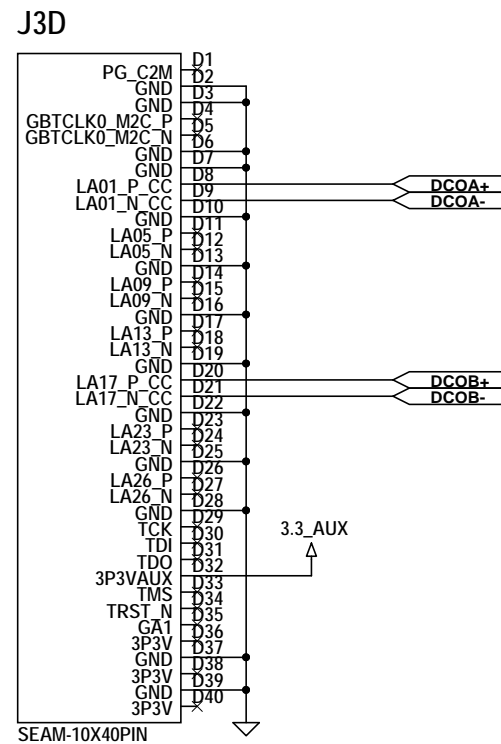 J3D
PG_C2M D1
GND D2
GND D3
GBTCLK0_M2C_P D4
GBTCLK0_M2C_N D5
GND D6
GND D7
LA01_P_CC D8 DCOA+
LA01_N_CC D9 DCOA-
GND D10
LA05_P D11
LA05_N D12
GND D13
LA09_P D14
LA09_N D15
GND D16
LA13_P D17
LA13_N D18
GND D19
LA17_P_CC D20 DCOB+
LA17_N_CC D21 DCOB-
GND D22
LA23_P D23
LA23_N D24
GND D25
LA26_P D26
LA26_N D27
GND D28
TCK D29
TDI D30
TDO D31
3P3VAUX D32 3.3_AUX
TMS D33
TRST_N D34
GA1 D35
3P3V D36
GND D37
3P3V D38
GND D39
3P3V D40
SEAM-10X40PIN